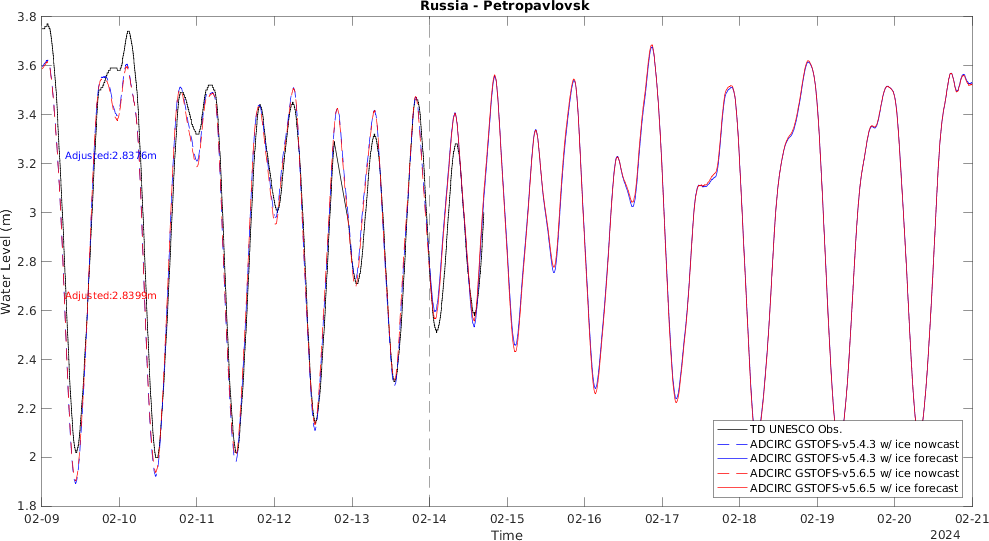 Russia - Petropavlovsk
3.8
3.6
3.4
3.2
3
2.8
2.6
2.4
2.2
2
1.8
Water Level (m)
Adjusted:2.8376m
Adjusted:2.8399m
TD UNESCO Obs.
ADCIRC GSTOFS-v5.4.3 w/ ice nowcast
ADCIRC GSTOFS-v5.4.3 w/ ice forecast
ADCIRC GSTOFS-v5.6.5 w/ ice nowcast
ADCIRC GSTOFS-v5.6.5 w/ ice forecast
02-09 02-10 02-11 02-12 02-13 02-14 02-15 02-16 02-17 02-18 02-19 02-20 02-21
Time
2024